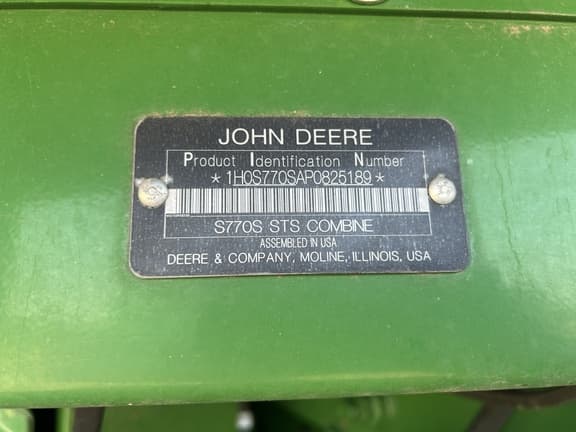 JOHN DEERE
Product Identification Number
*1H0S770SAP0825189*
S770S STS COMBINE
ASSEMBLED IN USA
DEERE & COMPANY, MOLINE, ILLINOIS, USA